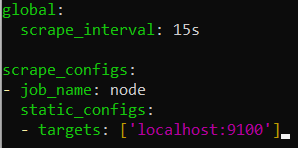 global:
  scrape_interval: 15s

scrape_configs:
- job_name: node
  static_configs:
  - targets: ['localhost:9100']